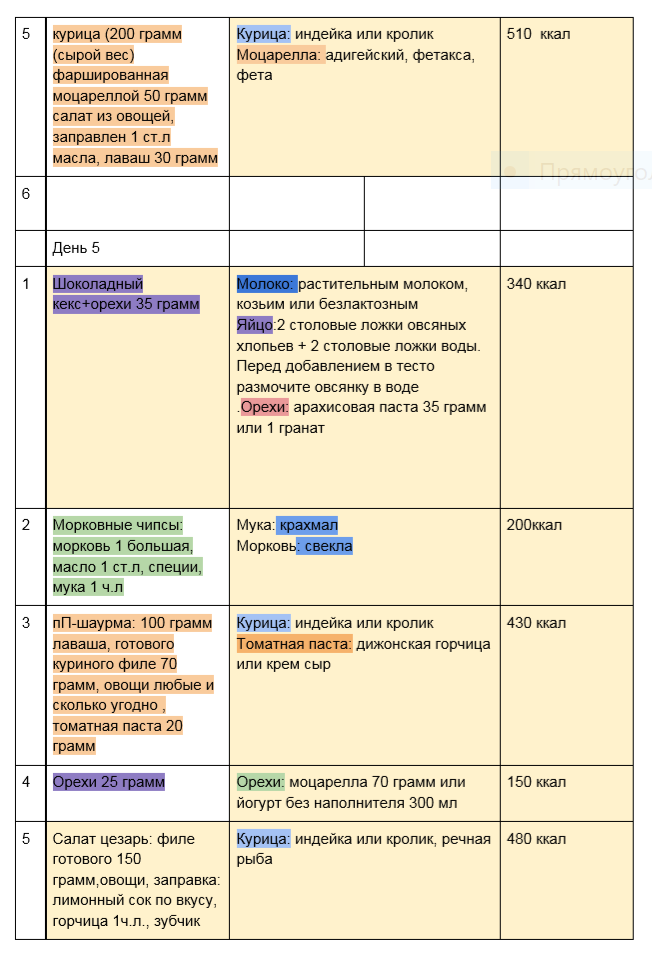 5
курица (200 грамм
(сырой вес)
фаршированная
моцареллой 50 грамм
салат из овощей,
заправлен 1 ст.л
масла, лаваш 30 грамм
Курица: индейка или кролик
Моцарелла: адигейский, фетакса,
фета
510 ккал
Прямоуго
6
День 5
1
Шоколадный
кекс+орехи 35 грамм
Молоко: растительным молоком,
козьим или безлактозным
Яйцо:2 столовые ложки овсяных
хлопьев + 2 столовые ложки воды.
Перед добавлением в тесто
размочите овсянку в воде
.Орехи: арахисовая паста 35 грамм
или 1 гранат
340 ккал
2
Морковные чипсы:
морковь 1 большая,
масло 1 ст.л, специи,
мука 1 ч.л
Мука: крахмал
Морковь: свекла
200ккал
3
пП-шаурма: 100 грамм
лаваша, готового
куриного филе 70
грамм, овощи любые и
сколько угодно ,
томатная паста 20
грамм
Курица: индейка или кролик
Томатная паста: дижонская горчица
или крем сыр
430 ккал
4
Орехи 25 грамм
Орехи: моцарелла 70 грамм или
йогурт без наполнителя 300 мл
150 ккал
5
Салат цезарь: филе
готового 150
грамм,овощи, заправка:
лимонный сок по вкусу,
горчица 1ч.л., зубчик
Курица: индейка или кролик, речная
рыба
480 ккал